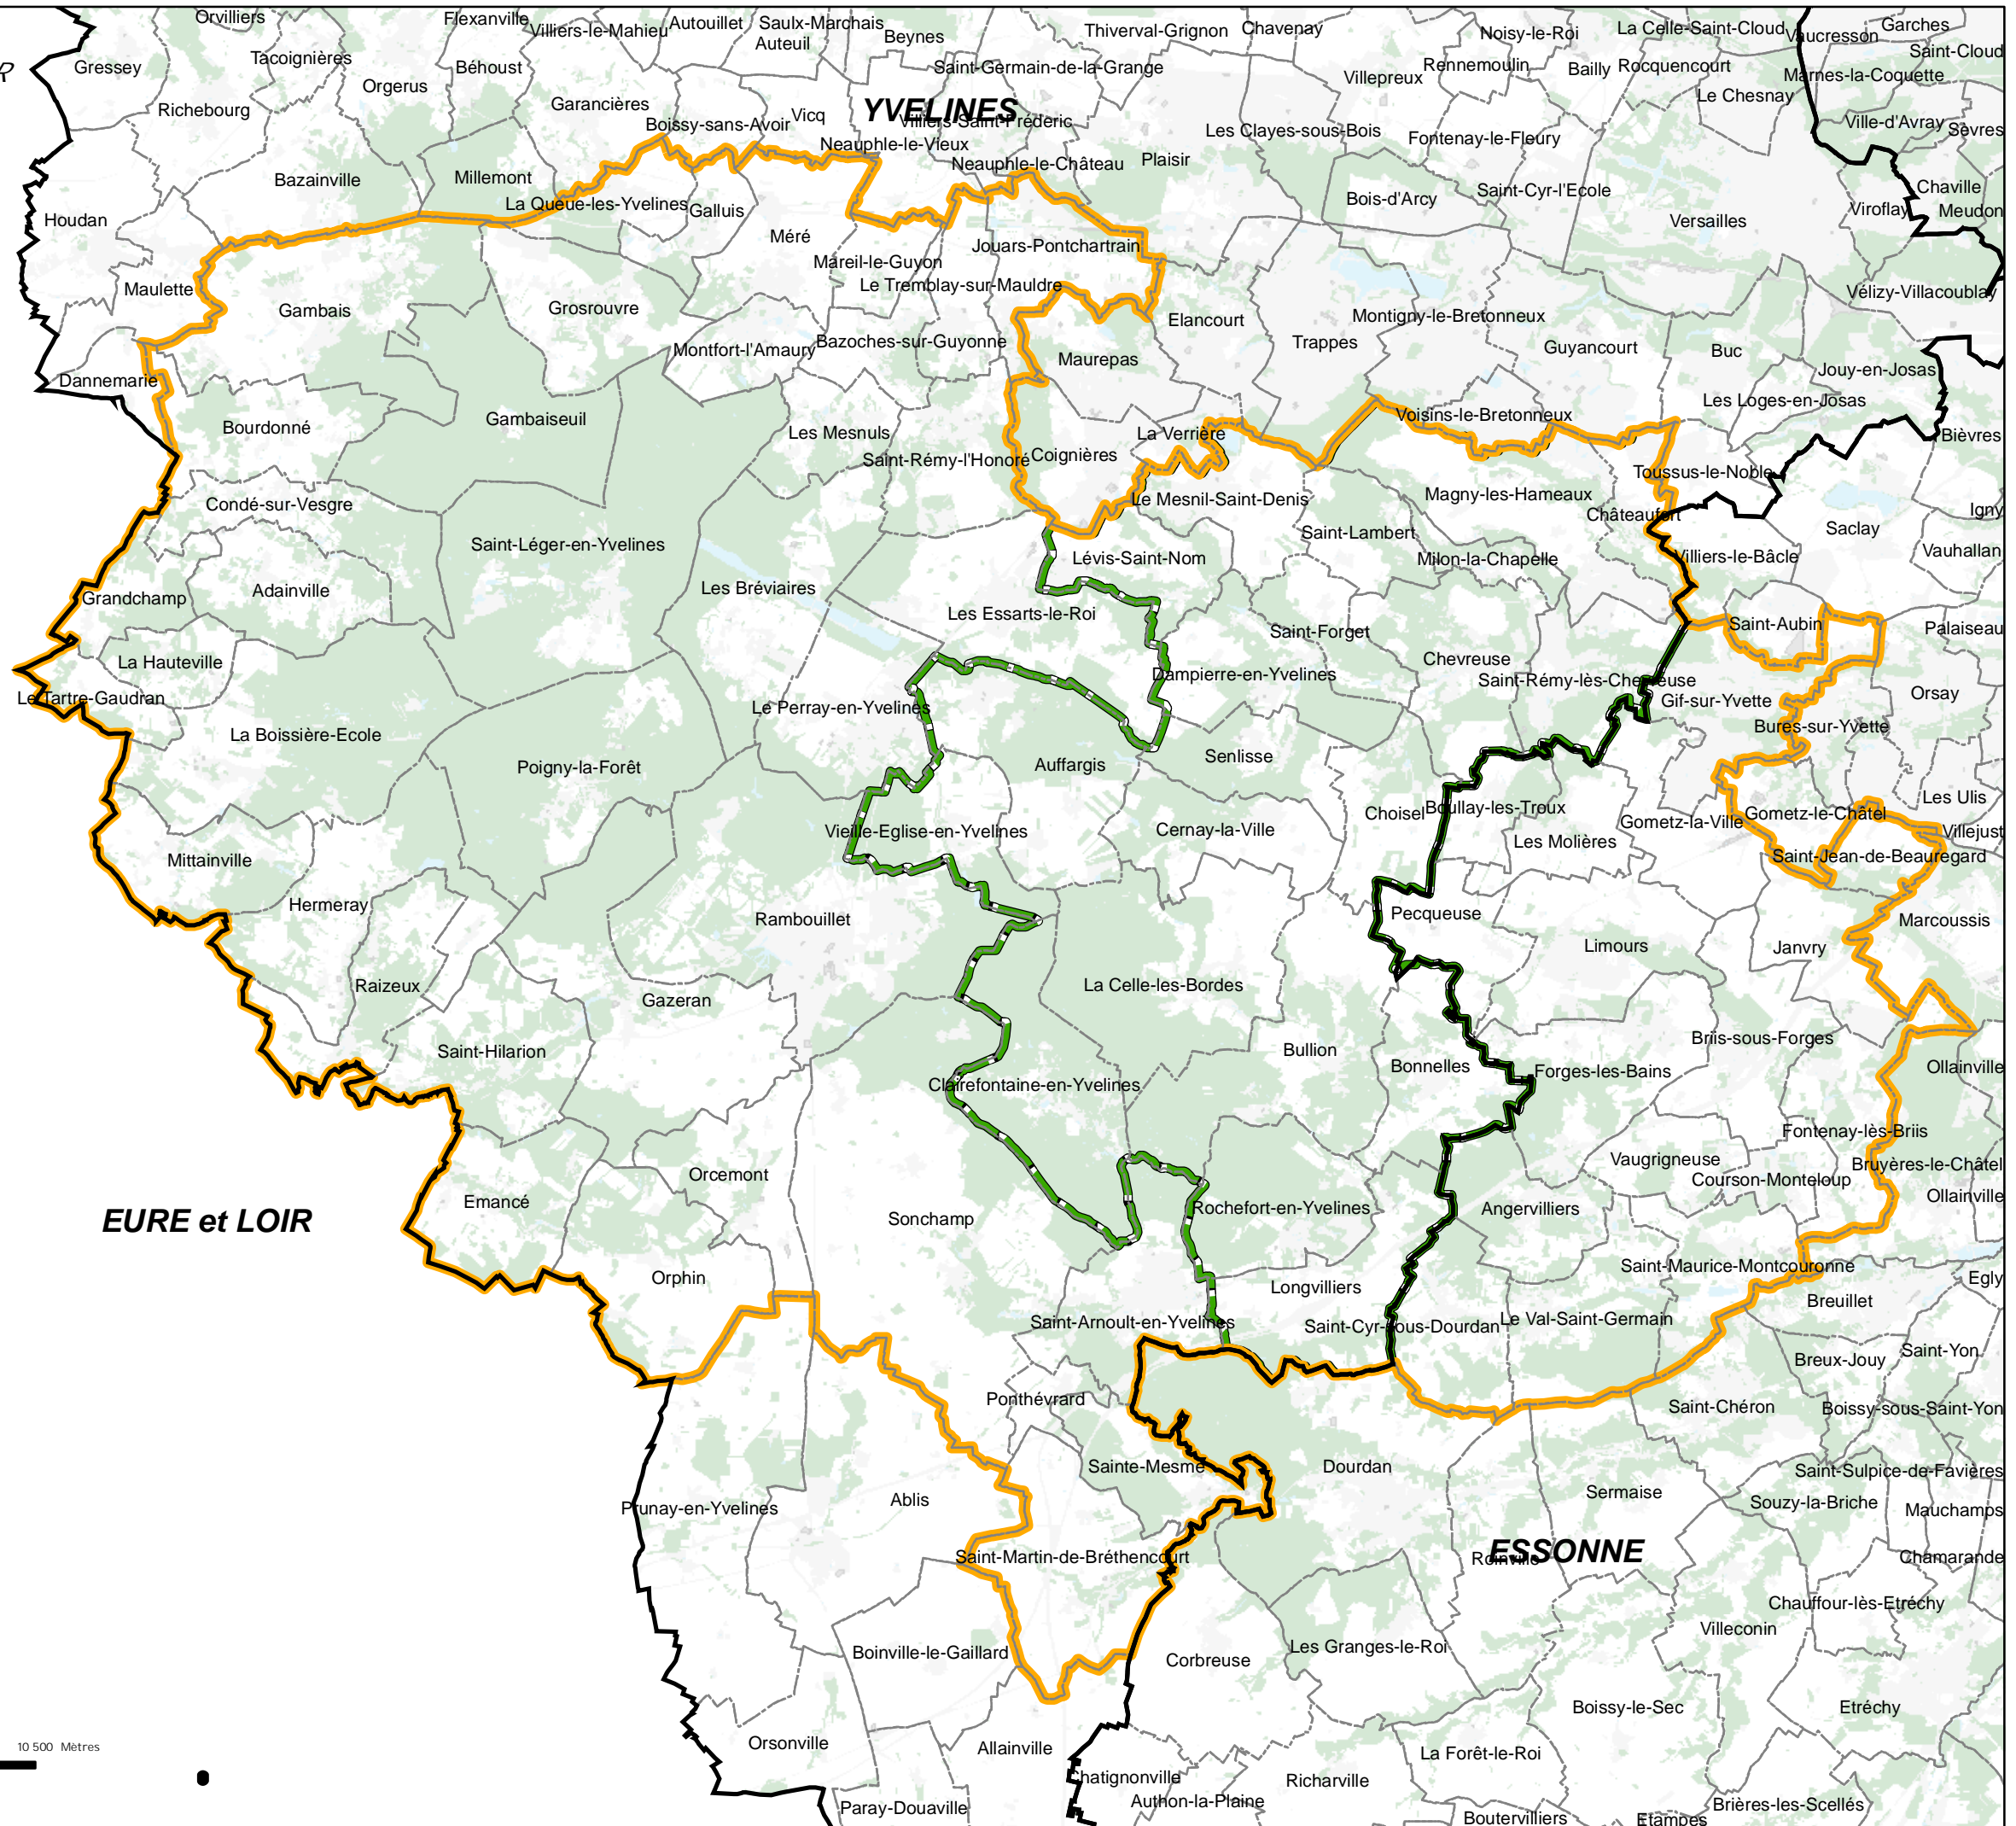 Orvilliers
Flexanville
Villiers-le-Mahieu
Autouillet
Saulx-Marchais
Auteuil
Beynes
Thiverval-Grignon
Chavenay
Noisy-le-Roi
La Celle-Saint-Cloud
Vaucresson
Garches
Saint-Cloud
Gressey
Tacoignières
Béhoust
Orgerus
Saint-Germain-de-la-Grange
Villepreux
Rennemoulin
Bailly
Rocquencourt
Marnes-la-Coquette
Le Chesnay
Richebourg
Garancières
Boissy-sans-Avoir
Vicq
YVELINES
Villiers-Saint-Fréderic
Neauphle-le-Vieux
Les Clayes-sous-Bois
Fontenay-le-Fleury
Ville-d'Avray
Sèvres
Neauphle-le-Château
Plaisir
Bazainville
Millemont
La Queue-les-Yvelines
Galluis
Bois-d'Arcy
Saint-Cyr-l'Ecole
Versailles
Chaville
Viroflay
Meudon
Houdan
Méré
Jouars-Pontchartrain
Mareil-le-Guyon
Le Tremblay-sur-Mauldre
Maulette
Gambais
Grosrouvre
Vélizy-Villacoublay
Elancourt
Montigny-le-Bretonneux
Montfort-l'Amaury
Bazoches-sur-Guyonne
Maurepas
Trappes
Guyancourt
Buc
Jouy-en-Josas
Dannemarie
Les Loges-en-Josas
Bourdonné
Gambaiseuil
Les Mesnuls
Voisins-le-Bretonneux
La Verrière
Bièvres
Saint-Rémy-l'Honoré
Coignières
Toussus-le-Noble
Condé-sur-Vesgre
Le Mesnil-Saint-Denis
Magny-les-Hameaux
Châteaufort
Igny
Saint-Léger-en-Yvelines
Saint-Lambert
Saclay
Lévis-Saint-Nom
Milon-la-Chapelle
Villiers-le-Bâcle
Vauhallan
Grandchamp
Adainville
Les Bréviaires
Les Essarts-le-Roi
Saint-Forget
Saint-Aubin
Palaiseau
La Hauteville
Dampierre-en-Yvelines
Chevreuse
Saint-Rémy-lès-Chevreuse
Le Tartre-Gaudran
Le Perray-en-Yvelines
Gif-sur-Yvette
Orsay
La Boissière-Ecole
Bures-sur-Yvette
Poigny-la-Forêt
Auffargis
Senlisse
Les Ulis
Choisel
Boullay-les-Troux
Gometz-la-Ville
Gometz-le-Châtel
Vieille-Eglise-en-Yvelines
Cernay-la-Ville
Les Molières
Villejust
Mittainville
Saint-Jean-de-Beauregard
Hermeray
Rambouillet
Pecqueuse
Marcoussis
Limours
Janvry
Raizeux
Gazeran
La Celle-les-Bordes
Saint-Hilarion
Bullion
Briis-sous-Forges
Clairefontaine-en-Yvelines
Bonnelles
Forges-les-Bains
Ollainville
Fontenay-lès-Briis
Orcemont
Vaugrigneuse
Courson-Monteloup
Bruyères-le-Châtel
Ollainville
Emancé
Sonchamp
Rochefort-en-Yvelines
Angervilliers
EURE et LOIR
Orphin
Longvilliers
Saint-Maurice-Montcouronne
Egly
Saint-Arnoult-en-Yvelines
Saint-Cyr-sous-Dourdan
Le Val-Saint-Germain
Breuillet
Breux-Jouy
Saint-Yon
Ponthévrard
Saint-Chéron
Boissy-sous-Saint-Yon
Sainte-Mesme
Dourdan
Saint-Sulpice-de-Favières
Prunay-en-Yvelines
Ablis
Sermaise
Souzy-la-Briche
Mauchamps
Saint-Martin-de-Bréthencourt
Roinville
ESSONNE
Chamarande
Chauffour-lès-Etréchy
Villeconin
Boinville-le-Gaillard
Corbreuse
Les Granges-le-Roi
Boissy-le-Sec
Etréchy
10 500 Mètres
Orsonville
Allainville
La Forêt-le-Roi
Chatignonville
Richarville
Authon-la-Plaine
Paray-Douaville
Boutervilliers
Brières-les-Scellés
Etampes